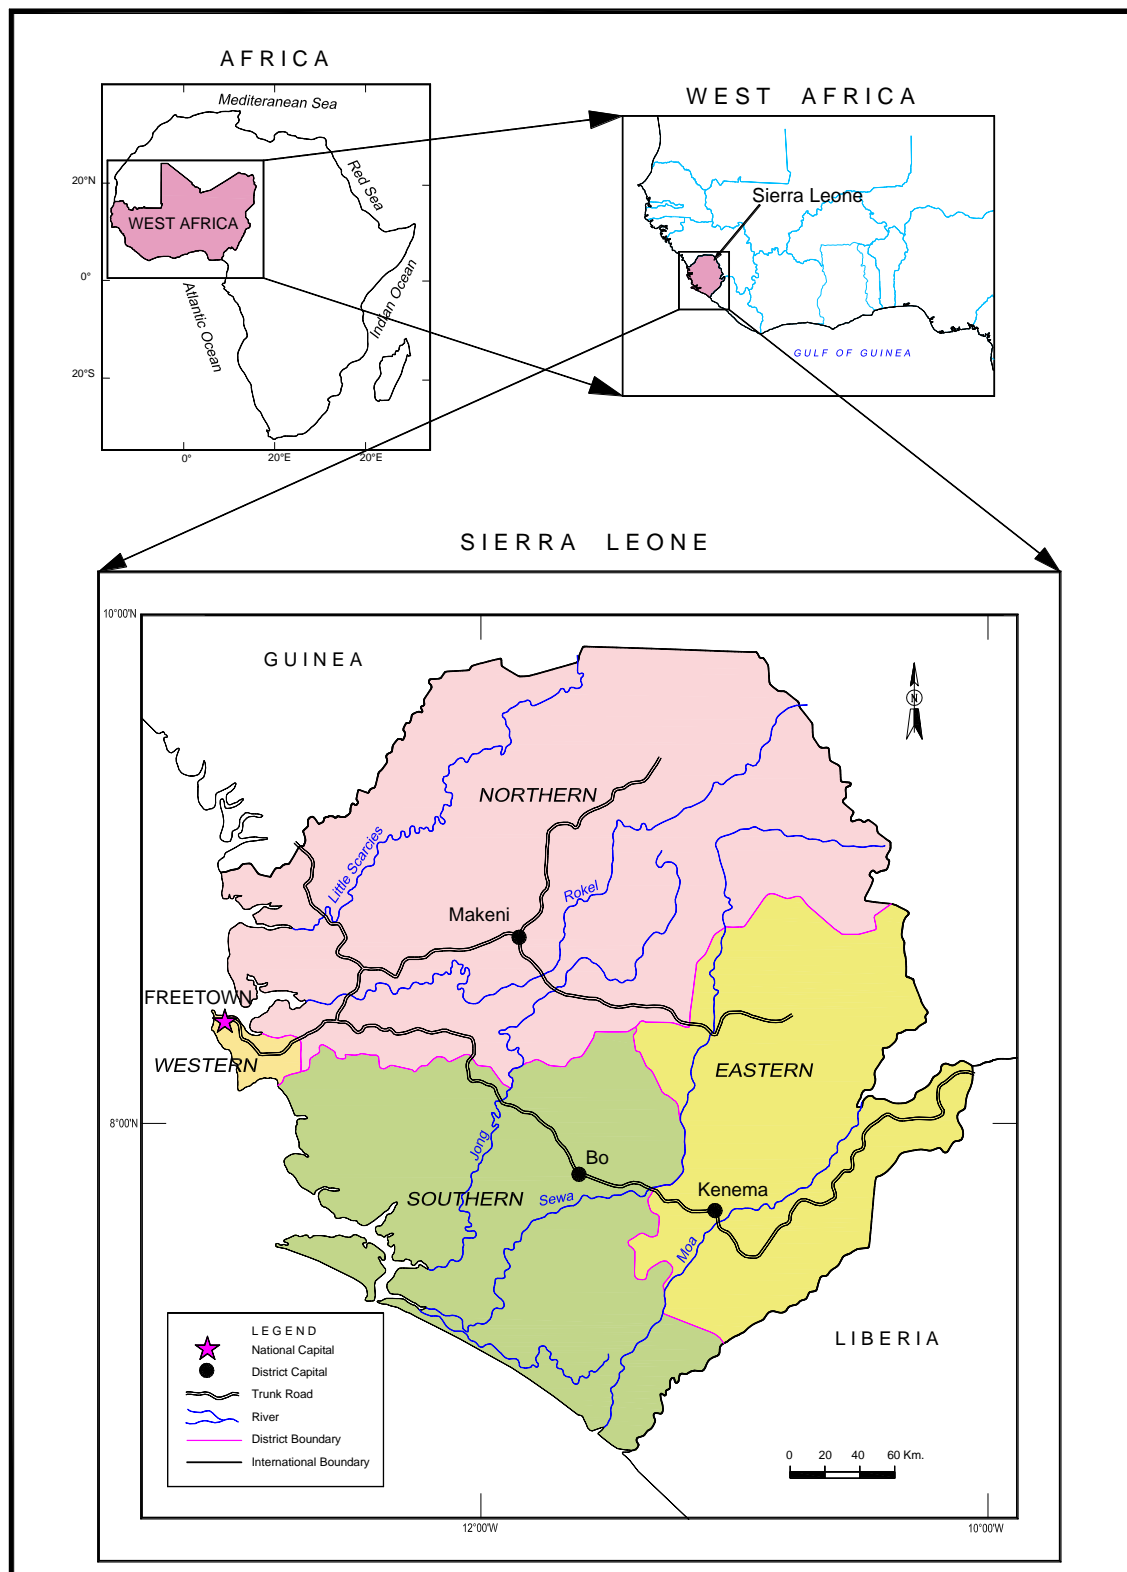 AFRICA
Mediteranean Sea
Red Sea
20°N
WEST AFRICA
0°
Atlantic Ocean
Indian Ocean
20°S
0°
20°E
20°E
WEST AFRICA
Sierra Leone
GULF OF GUINEA
SIERRA LEONE
10°00'N
GUINEA
N
NORTHERN
Little Scarcies
Rokel
Makeni
FREETOWN
WESTERN
EASTERN
8°00'N
Jong
Bo
SOUTHERN
Sewa
Kenema
Moa
LIBERIA
LEGEND
National Capital
District Capital
Trunk Road
River
District Boundary
International Boundary
0 20 40 60 Km.
12°00'W
10°00'W